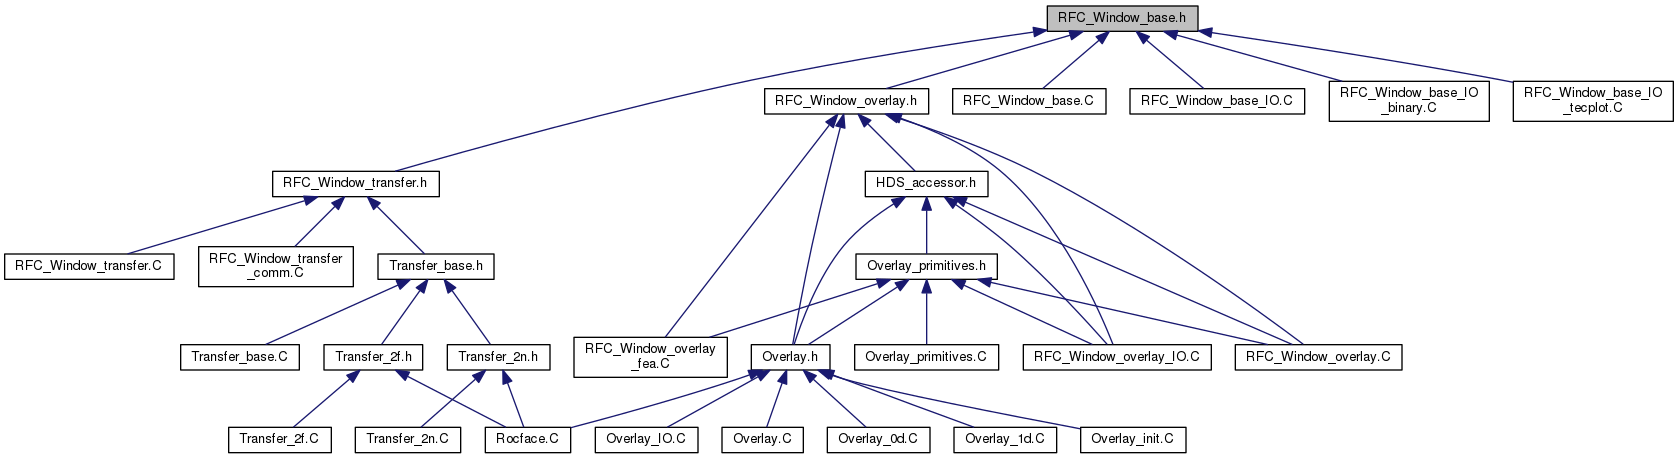 RFC_Window_base.h
RFC_Window_overlay.h
RFC_Window_base.C
RFC_Window_base_IO.C
RFC_Window_base_IO
_binary.C
RFC_Window_base_IO
_tecplot.C
RFC_Window_transfer.h
HDS_accessor.h
RFC_Window_transfer.C
RFC_Window_transfer
_comm.C
Transfer_base.h
Overlay_primitives.h
Transfer_base.C
Transfer_2f.h
Transfer_2n.h
RFC_Window_overlay
_fea.C
Overlay.h
Overlay_primitives.C
RFC_Window_overlay_IO.C
RFC_Window_overlay.C
Transfer_2f.C
Transfer_2n.C
Rocface.C
Overlay_IO.C
Overlay.C
Overlay_0d.C
Overlay_1d.C
Overlay_init.C